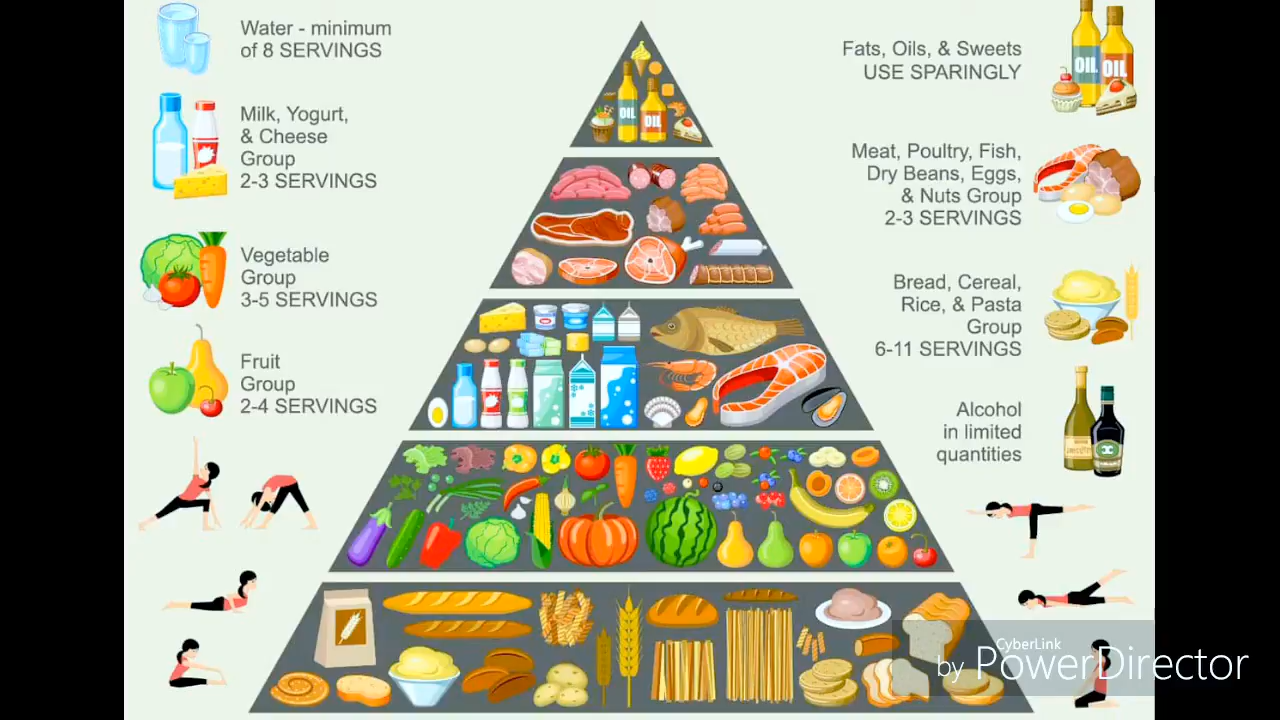 Water - minimum
of 8 SERVINGS
Milk, Yogurt,
& Cheese
Group
2-3 SERVINGS
Vegetable
Group
3-5 SERVINGS
Fruit
Group
2-4 SERVINGS
Fats, Oils, & Sweets
USE SPARINGLY
OIL
OIL
Meat, Poultry, Fish,
Dry Beans, Eggs,
& Nuts Group
2-3 SERVINGS
Bread, Cereal,
Rice, & Pasta
Group
6-11 SERVINGS
Alcohol
in limited
quantities
OIL
OIL
CyberLink
by PowerDirector